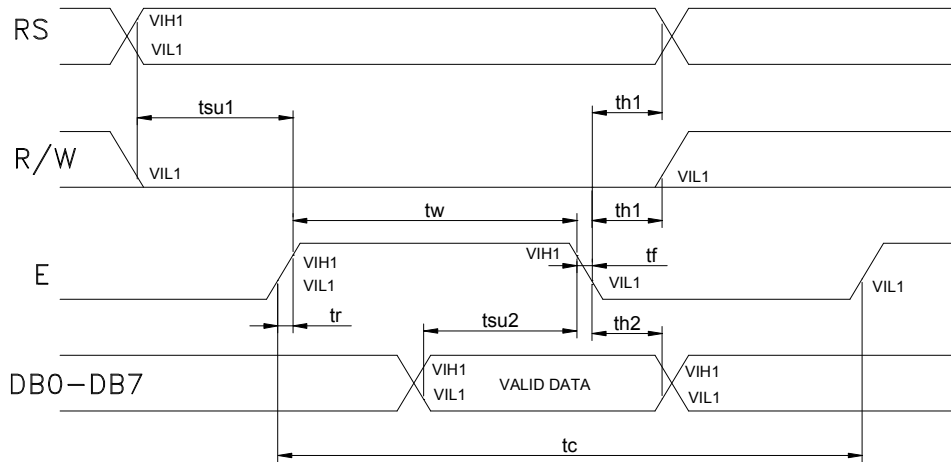 RS
VIH1
VIL1
tsu1
th1
R/W
VIL1
VIL1
tw
th1
E
VIH1
VIL1
VIH1
tf
VIL1
VIL1
tr
tsu2
th2
DB0-DB7
VIH1
VIL1
VALID DATA
VIH1
VIL1
tc